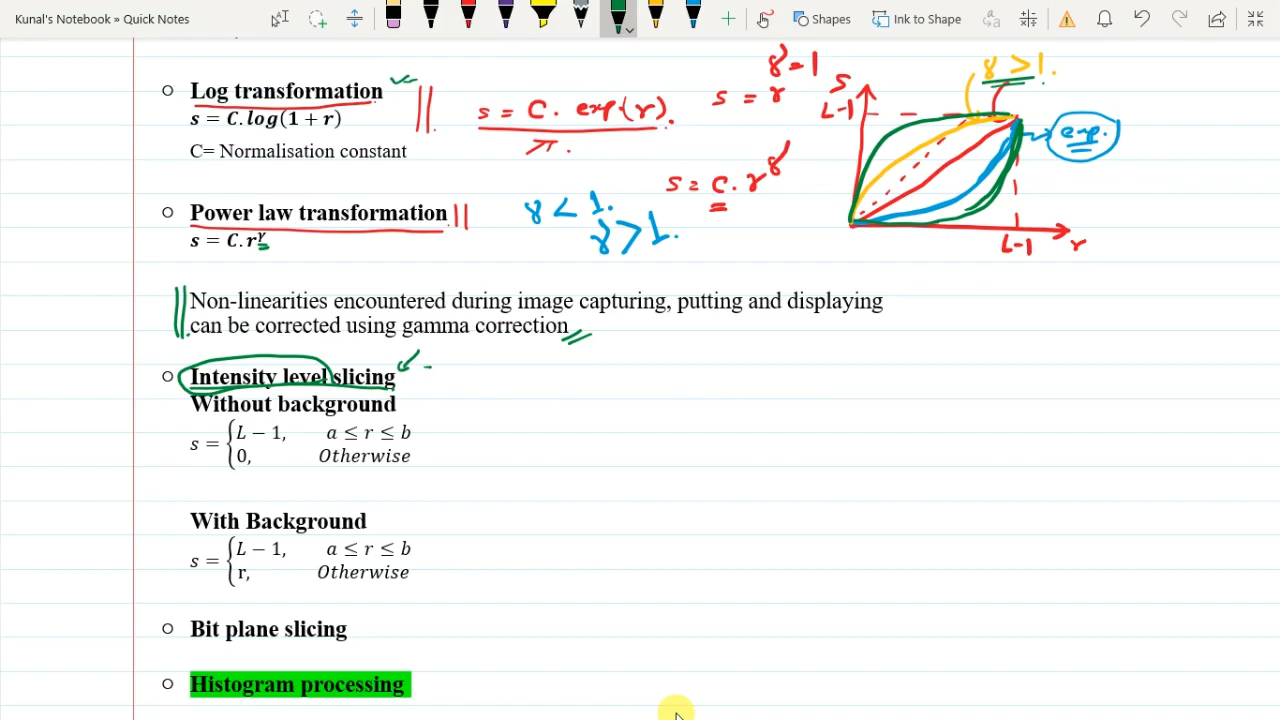 Kunal's Notebook » Quick Notes
Shapes
Ink to Shape
Log transformation
s = C.log(1 + r)
C= Normalisation constant
s = C. exp(r).
γ = 1
s = r
s = C. r^γ
Power law transformation
s = C.r^γ
γ < 1.
γ > 1.
γ > 1.
S
L-1
exp.
L-1
r
Non-linearities encountered during image capturing, putting and displaying
can be corrected using gamma correction
Intensity level slicing
Without background
s = {L − 1, a ≤ r ≤ b
0, Otherwise
With Background
s = {L − 1, a ≤ r ≤ b
r, Otherwise
Bit plane slicing
Histogram processing